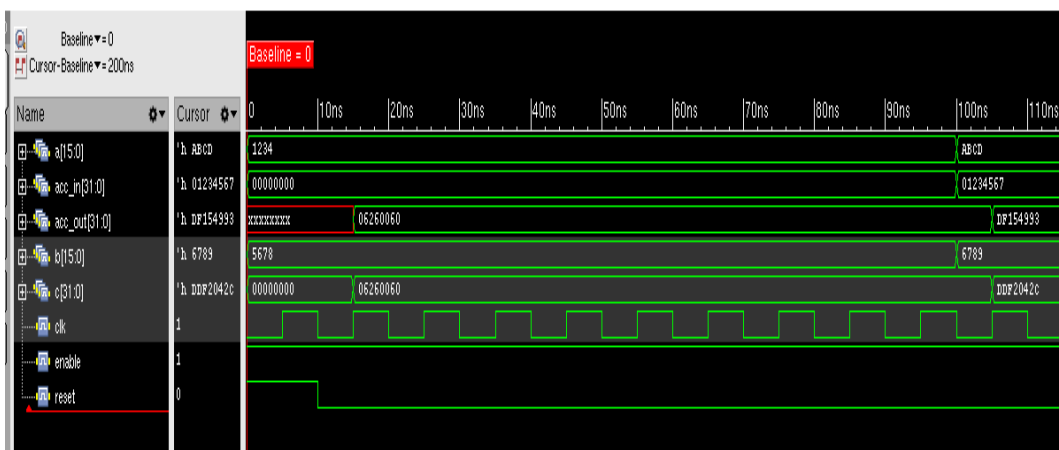 Baseline▼=0
Cursor-Baseline▼=200ns
Baseline = 0
Name Cursor 0 10ns 20ns 30ns 40ns 50ns 60ns 70ns 80ns 90ns 100ns 110ns
a[15:0] 'h ABCD 1234 ABCD
acc_in[31:0] 'h 01234567 00000000 01234567
acc_out[31:0] 'h DF154993 xxxxxxxx 06260060 DF154993
b[15:0] 'h 6789 5678 6789
c[31:0] 'h DDF2042c 00000000 06260060 DDF2042c
clk 1
enable 1
reset 0